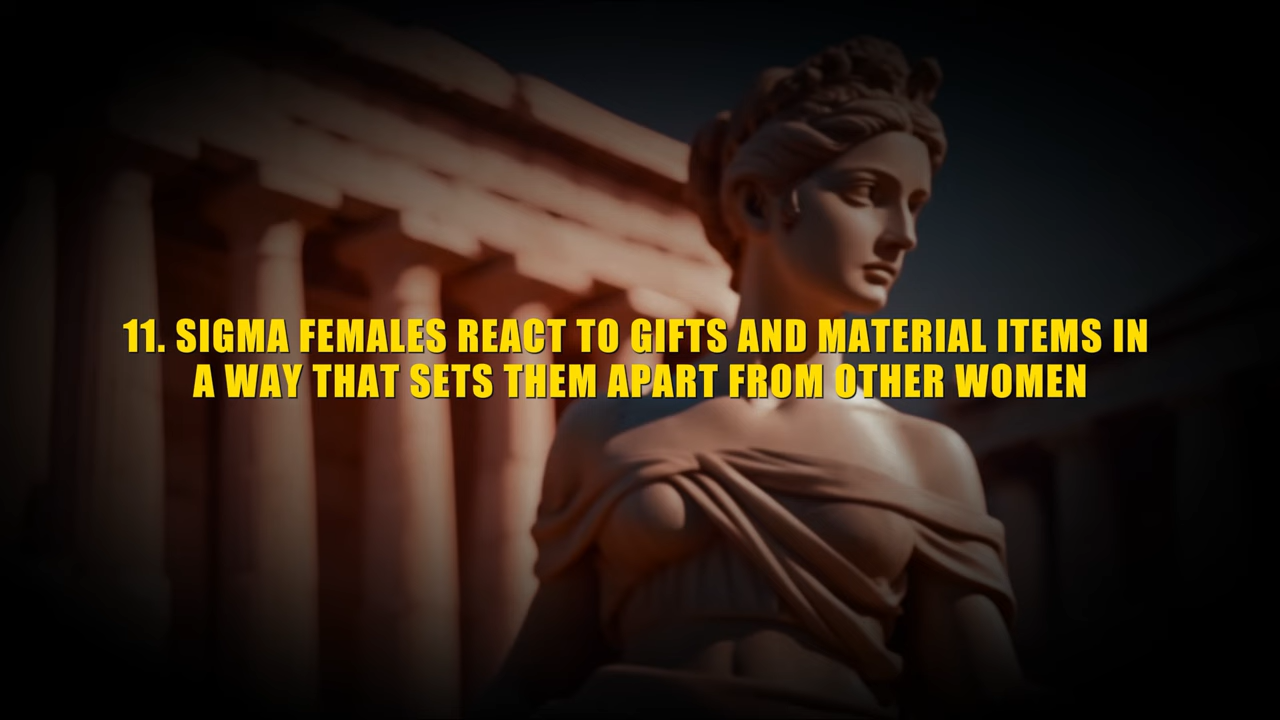 11. SIGMA FEMALES REACT TO GIFTS AND MATERIAL ITEMS IN
A WAY THAT SETS THEM APART FROM OTHER WOMEN